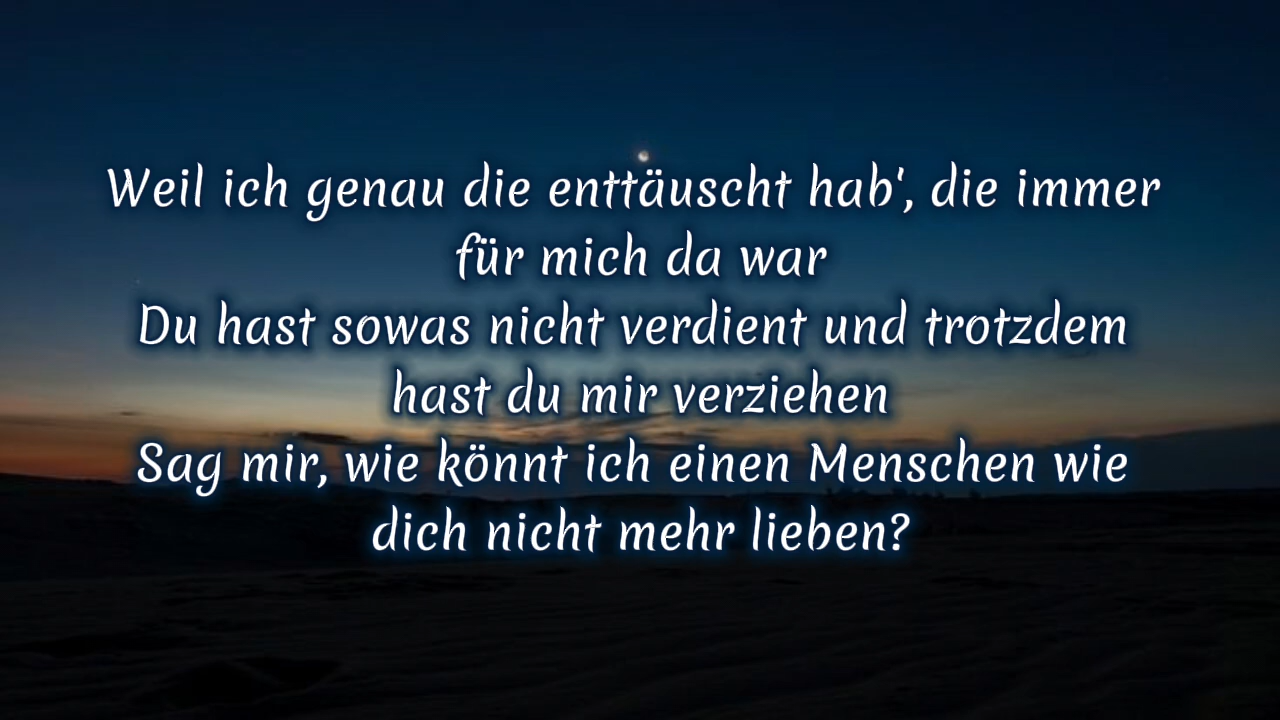 Weil ich genau die enttäuscht hab', die immer
für mich da war
Du hast sowas nicht verdient und trotzdem
hast du mir verziehen
Sag mir, wie könnt ich einen Menschen wie
dich nicht mehr lieben?